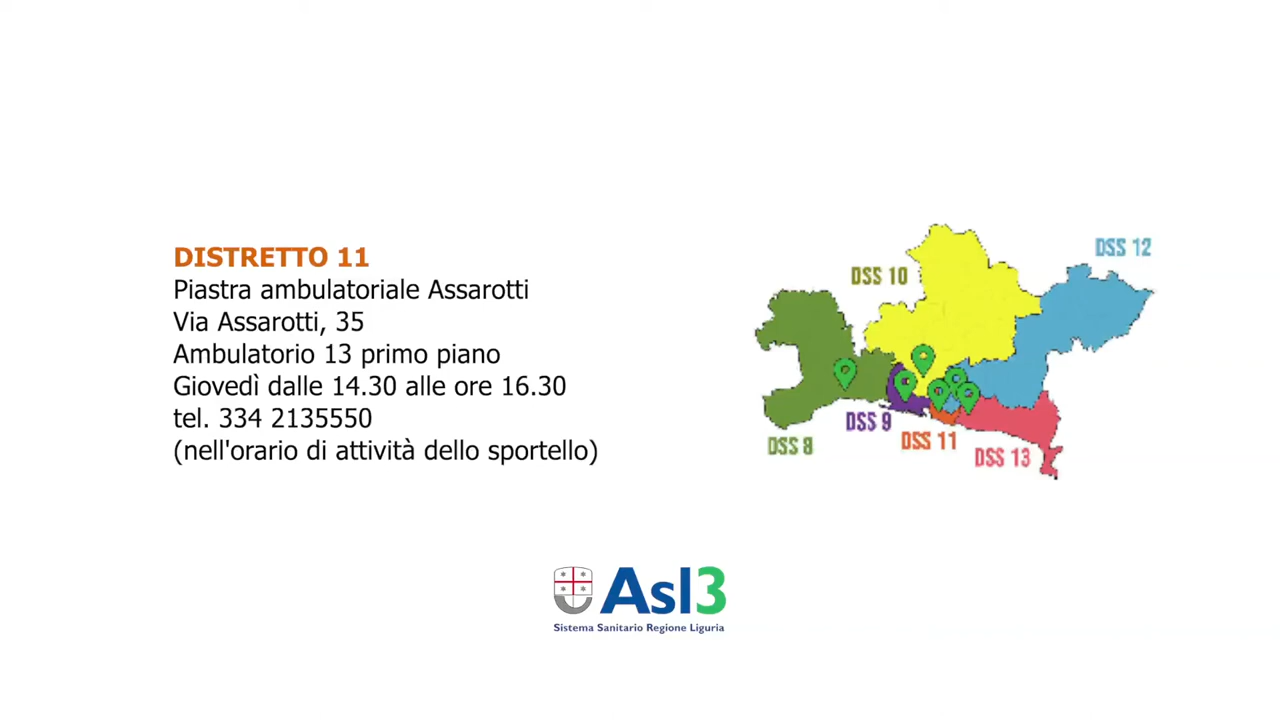 DISTRETTO 11
Piastra ambulatoriale Assarotti
Via Assarotti, 35
Ambulatorio 13 primo piano
Giovedì dalle 14.30 alle ore 16.30
tel. 334 2135550
(nell'orario di attività dello sportello)
DSS 12
DSS 10
DSS 9
DSS 11
DSS 8
DSS 13
Asl3
Sistema Sanitario Regione Liguria